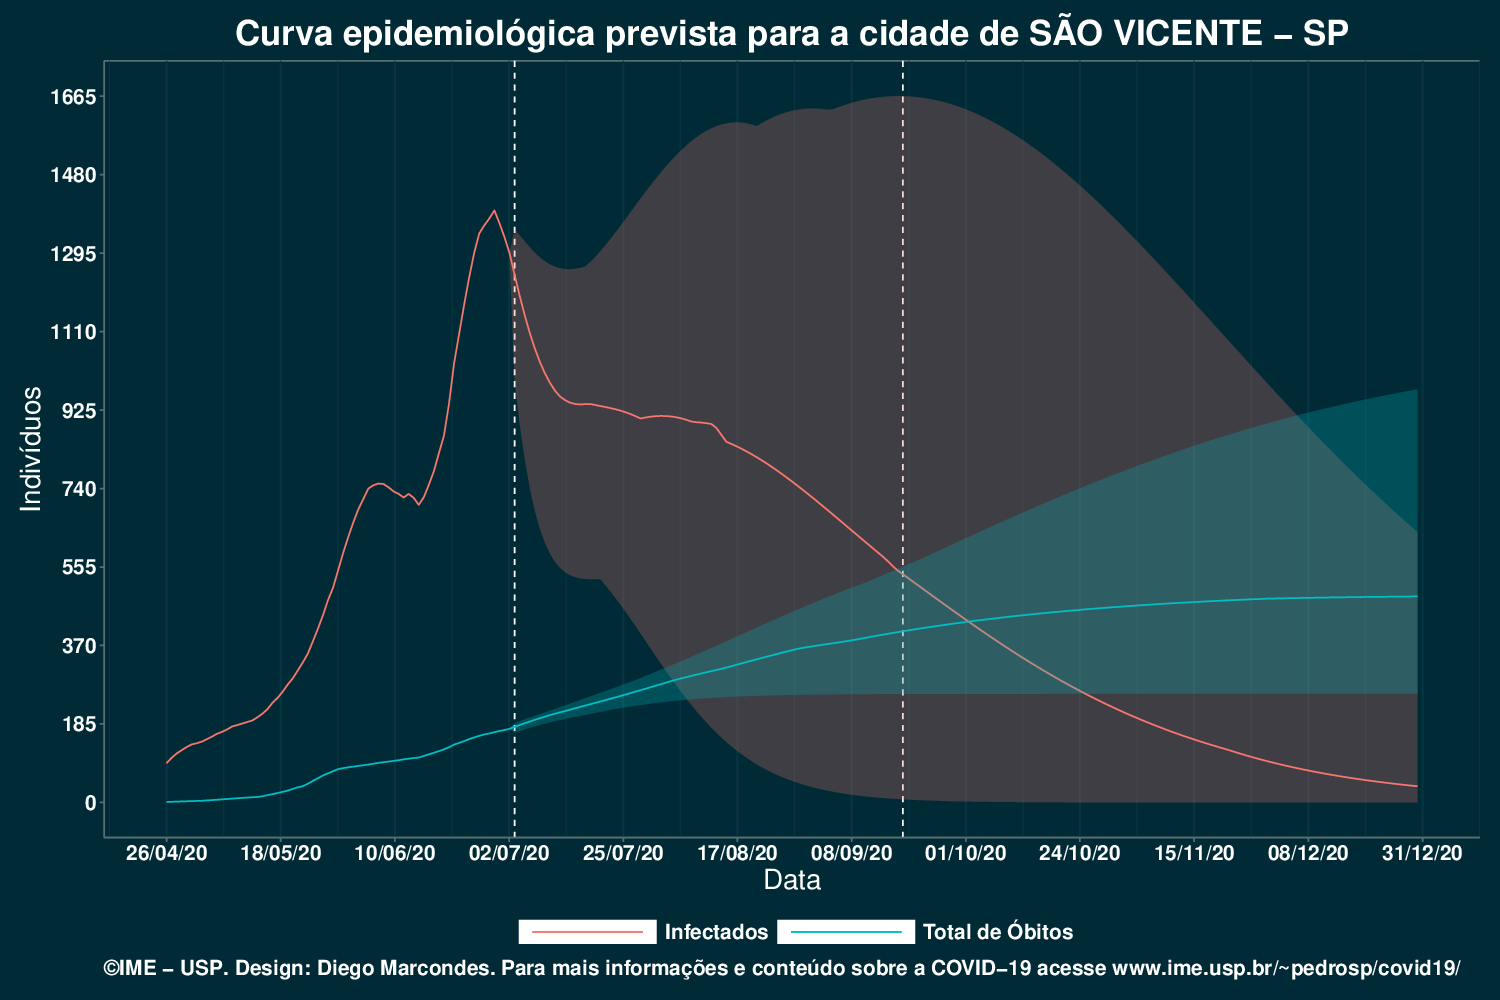 Curva epidemiológica prevista para a cidade de SÃO VICENTE – SP
1665
1480
1295
1110
925
740
555
370
185
0
Indivíduos
26/04/20 18/05/20 10/06/20 02/07/20 25/07/20 17/08/20 08/09/20 01/10/20 24/10/20 15/11/20 08/12/20 31/12/20
Data
Infectados Total de Óbitos
©IME – USP. Design: Diego Marcondes. Para mais informações e conteúdo sobre a COVID–19 acesse www.ime.usp.br/~pedrosp/covid19/